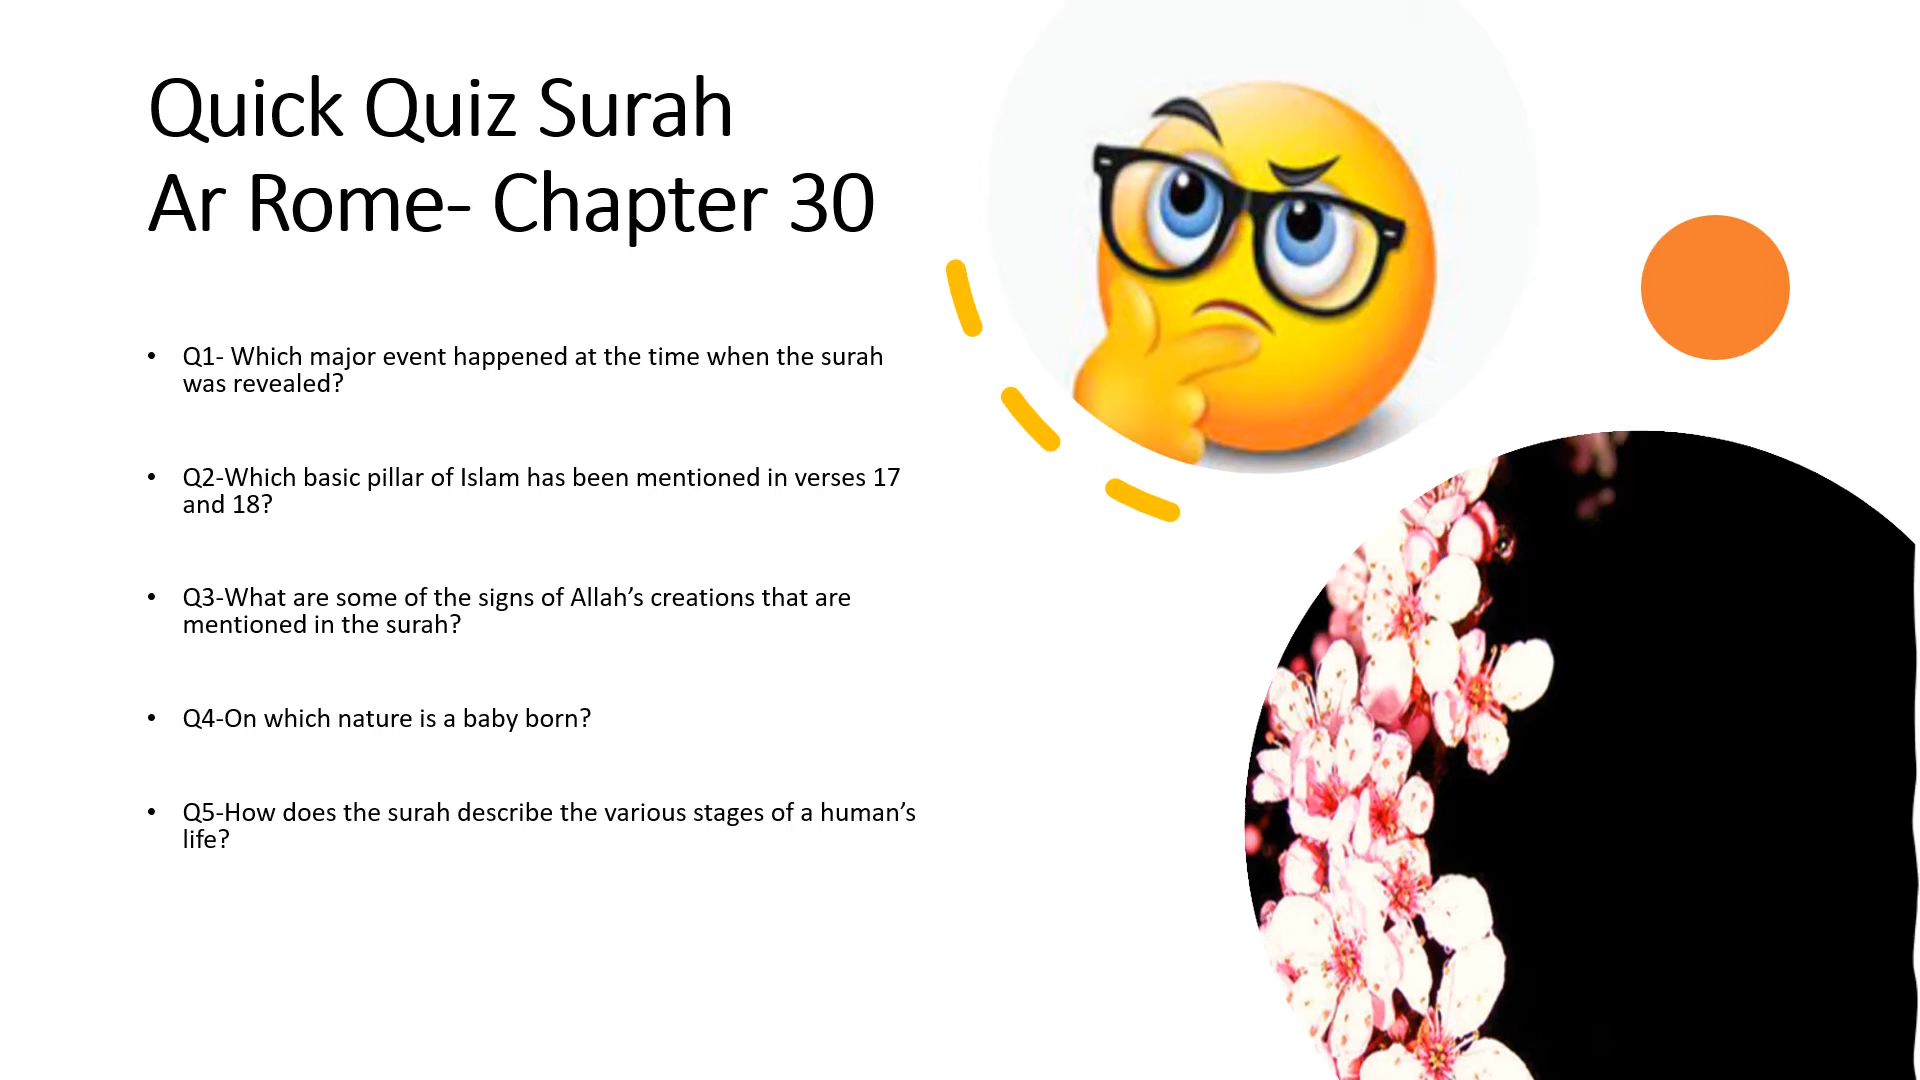 Quick Quiz Surah
Ar Rome- Chapter 30
• Q1- Which major event happened at the time when the surah
was revealed?
• Q2-Which basic pillar of Islam has been mentioned in verses 17
and 18?
• Q3-What are some of the signs of Allah’s creations that are
mentioned in the surah?
• Q4-On which nature is a baby born?
• Q5-How does the surah describe the various stages of a human’s
life?